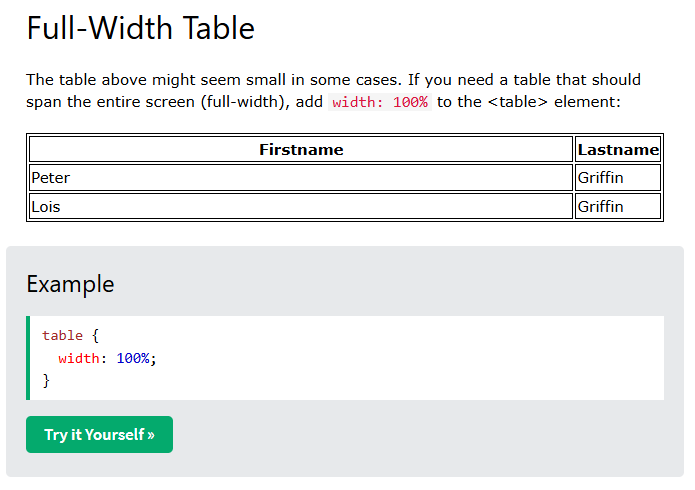 Full-Width Table
The table above might seem small in some cases. If you need a table that should
span the entire screen (full-width), add width: 100% to the <table> element:
Firstname Lastname
Peter Griffin
Lois Griffin
Example
table {
  width: 100%;
}
Try it Yourself »